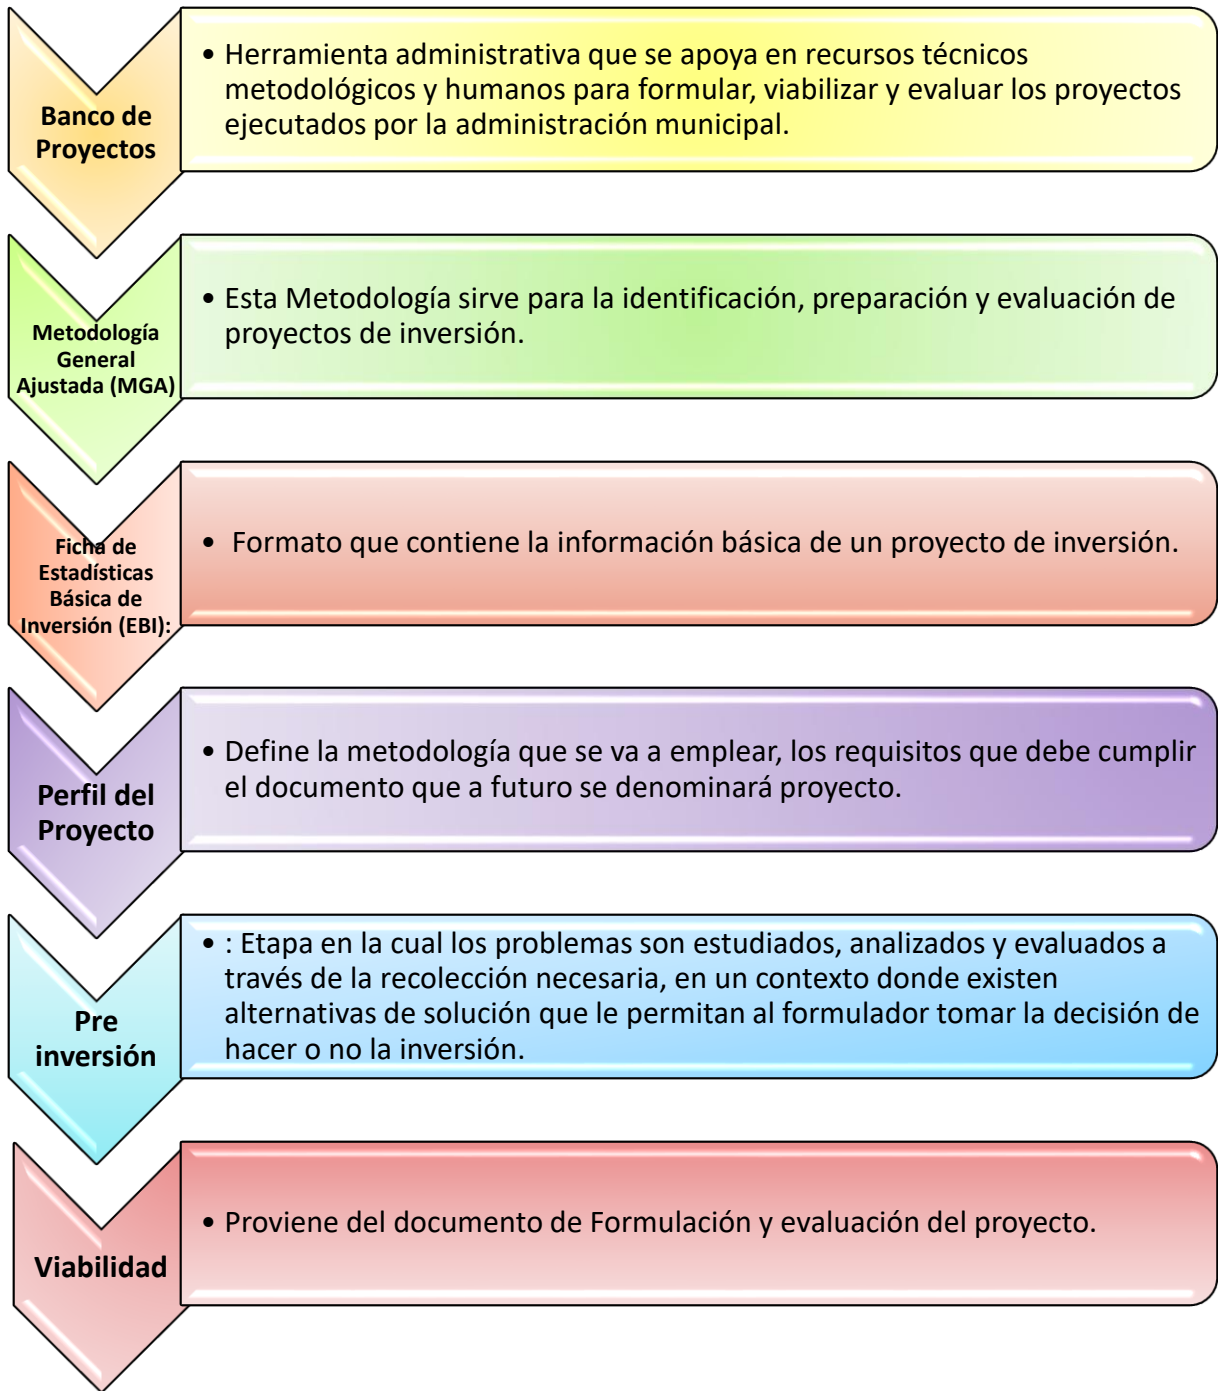 Banco de
Proyectos
• Herramienta administrativa que se apoya en recursos técnicos
metodológicos y humanos para formular, viabilizar y evaluar los proyectos
ejecutados por la administración municipal.
Metodología
General
Ajustada (MGA)
• Esta Metodología sirve para la identificación, preparación y evaluación de
proyectos de inversión.
Ficha de
Estadísticas
Básica de
Inversión (EBI):
• Formato que contiene la información básica de un proyecto de inversión.
Perfil del
Proyecto
• Define la metodología que se va a emplear, los requisitos que debe cumplir
el documento que a futuro se denominará proyecto.
Pre
inversión
• : Etapa en la cual los problemas son estudiados, analizados y evaluados a
través de la recolección necesaria, en un contexto donde existen
alternativas de solución que le permitan al formulador tomar la decisión de
hacer o no la inversión.
Viabilidad
• Proviene del documento de Formulación y evaluación del proyecto.